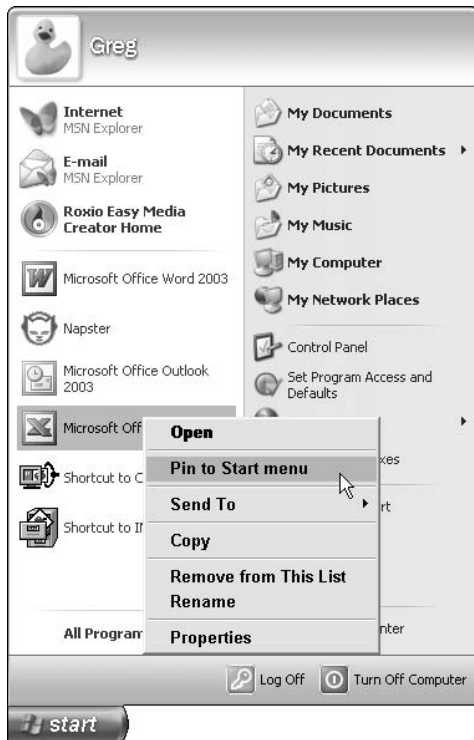 Greg
Internet
MSN Explorer
E-mail
MSN Explorer
Roxio Easy Media
Creator Home
Microsoft Office Word 2003
Napster
Microsoft Office Outlook
2003
Microsoft Off
Shortcut to C
Shortcut to
All Program
My Documents
My Recent Documents
My Pictures
My Music
My Computer
My Network Places
Control Panel
Set Program Access and
Defaults
xes
rt
nter
Open
Pin to Start menu
Send To
Copy
Remove from This List
Rename
Properties
Log Off
Turn Off Computer
start